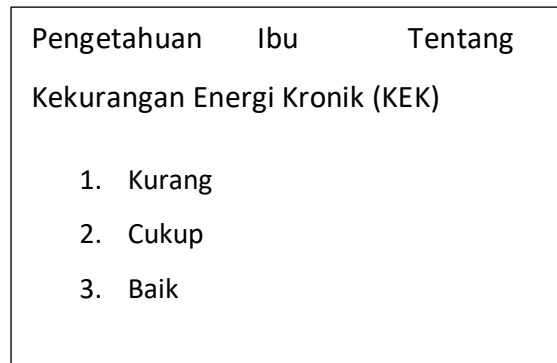 Pengetahuan Ibu Tentang
Kekurangan Energi Kronik (KEK)
1. Kurang
2. Cukup
3. Baik